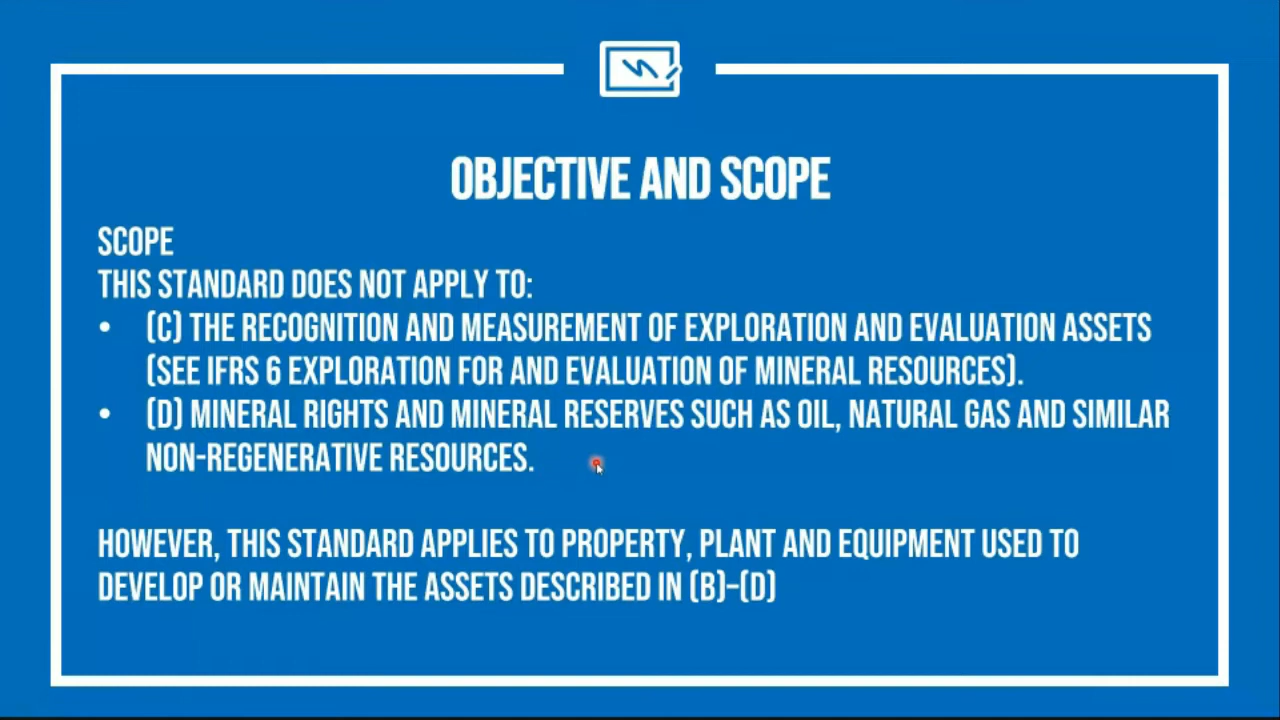 OBJECTIVE AND SCOPE
SCOPE
THIS STANDARD DOES NOT APPLY TO:
• (C) THE RECOGNITION AND MEASUREMENT OF EXPLORATION AND EVALUATION ASSETS
(SEE IFRS 6 EXPLORATION FOR AND EVALUATION OF MINERAL RESOURCES).
• (D) MINERAL RIGHTS AND MINERAL RESERVES SUCH AS OIL, NATURAL GAS AND SIMILAR
NON-REGENERATIVE RESOURCES.
HOWEVER, THIS STANDARD APPLIES TO PROPERTY, PLANT AND EQUIPMENT USED TO
DEVELOP OR MAINTAIN THE ASSETS DESCRIBED IN (B)–(D)